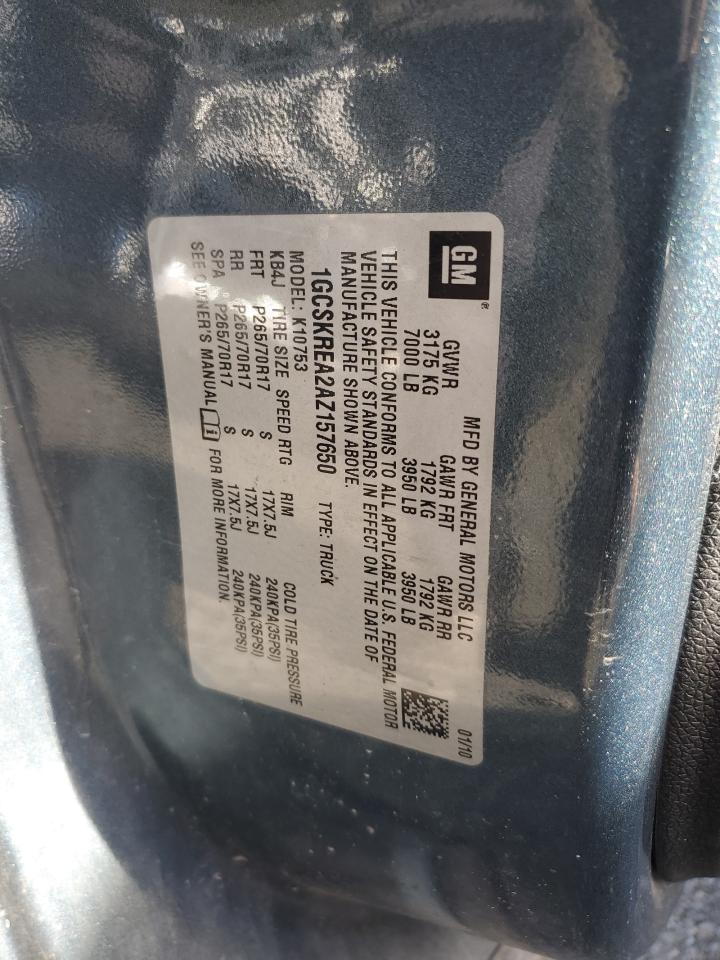 GM ®
MFD BY GENERAL MOTORS LLC 01/10
GVWR GAWR FRT GAWR RR
3175 KG 1792 KG 1792 KG
7000 LB 3950 LB 3950 LB
THIS VEHICLE CONFORMS TO ALL APPLICABLE U.S. FEDERAL MOTOR
VEHICLE SAFETY STANDARDS IN EFFECT ON THE DATE OF
MANUFACTURE SHOWN ABOVE.
1GCSKREA2AZ157650 TYPE: TRUCK
MODEL: K10753
KB4J TIRE SIZE SPEED RTG RIM COLD TIRE PRESSURE
FRT P265/70R17 S 17X7.5J 240KPA(35PSI)
RR P265/70R17 S 17X7.5J 240KPA(35PSI)
SPA P265/70R17 S 17X7.5J 240KPA(35PSI)
SEE OWNER'S MANUAL i FOR MORE INFORMATION.